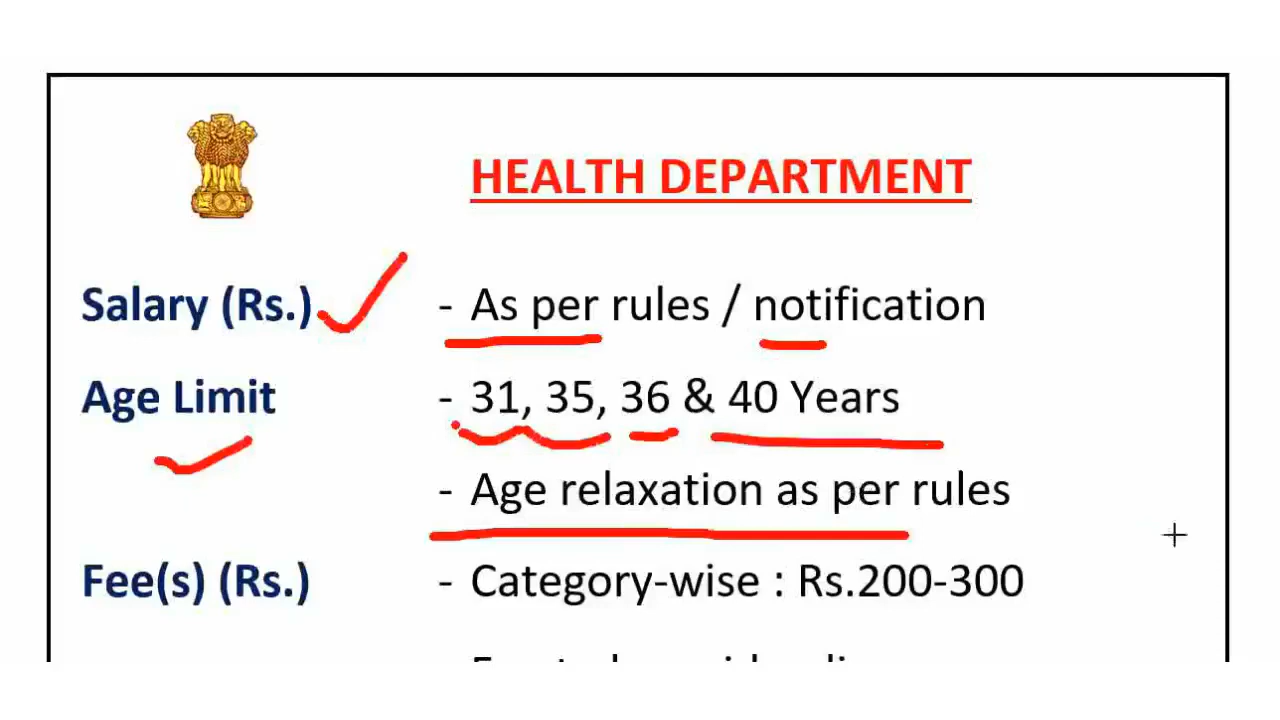 HEALTH DEPARTMENT
Salary (Rs.) - As per rules / notification
Age Limit - 31, 35, 36 & 40 Years
- Age relaxation as per rules
Fee(s) (Rs.) - Category-wise : Rs.200-300